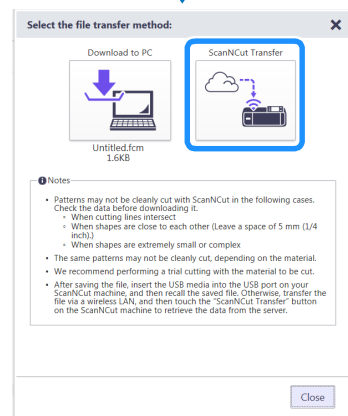 Select the file transfer method:
Download to PC
ScanNCut Transfer
Untitled.fcm
1.6KB
Notes
• Patterns may not be cleanly cut with ScanNCut in the following cases.
Check the data before downloading it.
◦ When cutting lines intersect
◦ When shapes are close to each other (Leave a space of 5 mm (1/4
inch).)
◦ When shapes are extremely small or complex
• The same patterns may not be cleanly cut, depending on the material.
• We recommend performing a trial cutting with the material to be cut.
• After saving the file, insert the USB media into the USB port on your
ScanNCut machine, and then recall the saved file. Otherwise, transfer the
file via a wireless LAN, and then touch the “ScanNCut Transfer” button
on the ScanNCut machine to retrieve the data from the server.
Close